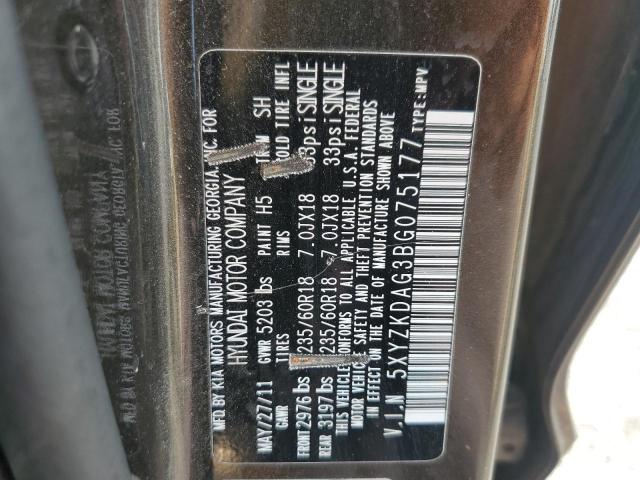 MFD. BY KIA MOTORS MANUFACTURING GEORGIA. INC. FOR
HYUNDAI MOTOR COMPANY
MAY/27/11 GVWR 5203 lbs PAINT H5 TRIM SH
GAWR TIRES RIMS COLD TIRE INFL
FRONT 2976 lbs 235/60R18 7.0JX18 33psi SINGLE
REAR 3197 lbs 235/60R18 7.0JX18 33psi SINGLE
THIS VEHICLE CONFORMS TO ALL APPLICABLE U.S.A. FEDERAL
MOTOR VEHICLE SAFETY AND THEFT PREVENTION STANDARDS
IN EFFECT ON THE DATE OF MANUFACTURE SHOWN ABOVE
V.I.N 5XYZKDAG3BG075177 TYPE:MPV